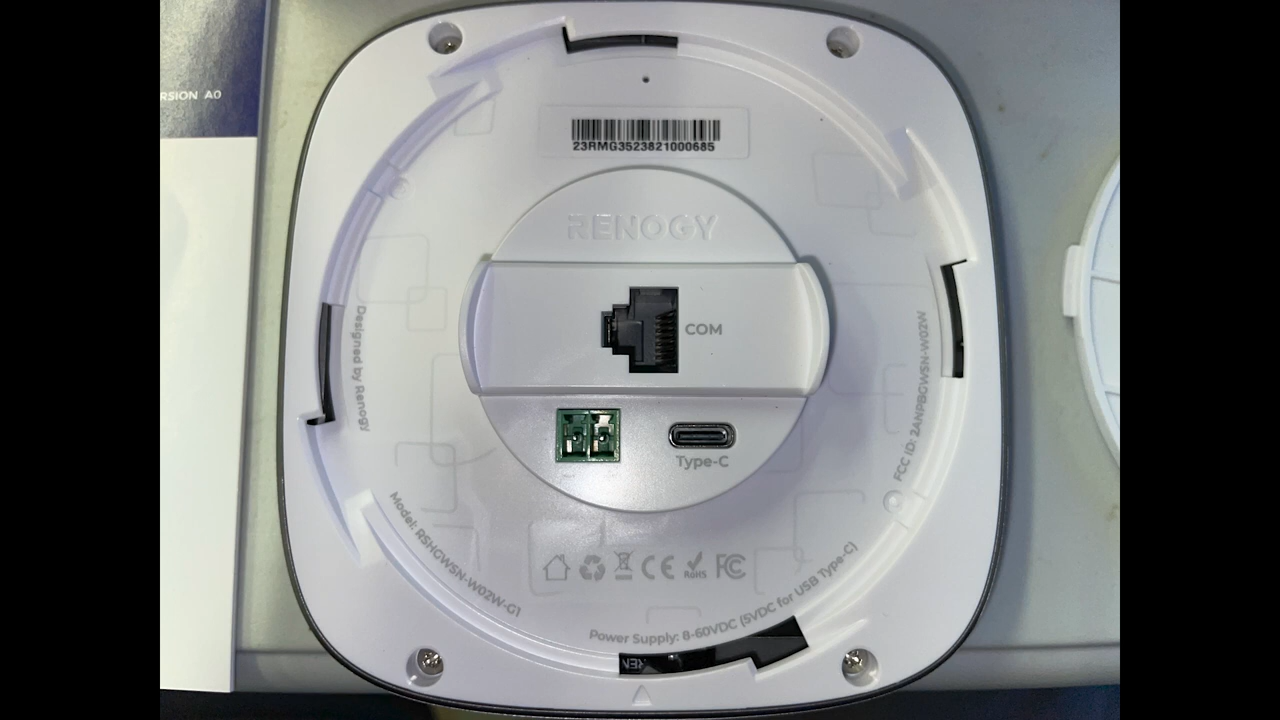 RSION A0
23RMG3523821000685
RENOGY
COM
Type-C
Designed by Renogy
FCC ID: 2ANPBGWSN-W02W
Model: RSHGWSN-W02W-G1
RoHS
CE FC
Power Supply: 8-60VDC (5VDC for USB Type-C)
REN